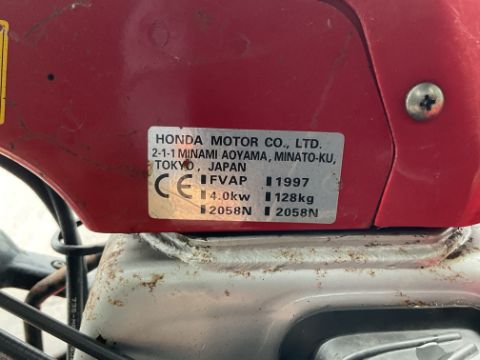 HONDA MOTOR CO., LTD.
2-1-1 MINAMI AOYAMA, MINATO-KU,
TOKYO, JAPAN
CE FVAP 1997
4.0kw 128kg
2058N 2058N